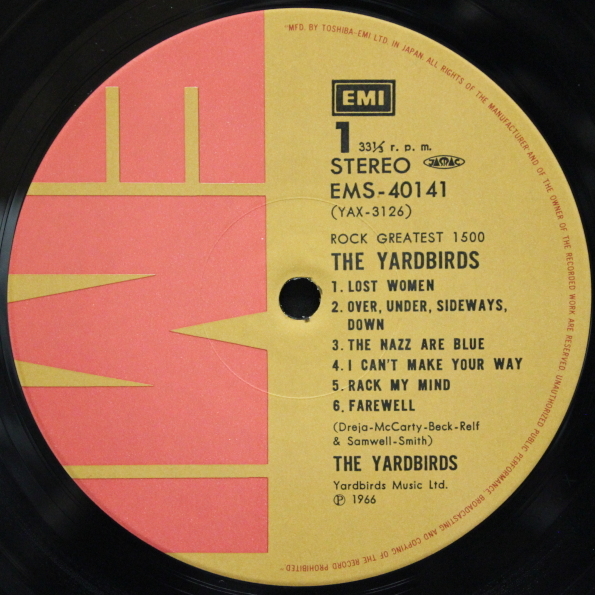 "MFD. BY TOSHIBA-EMI LTD. IN JAPAN. ALL RIGHTS OF THE MANUFACTURER AND OF THE OWNER OF THE RECORDED WORK ARE RESERVED. UNAUTHORIZED PUBLIC PERFORMANCE, BROADCASTING AND COPYING OF THE RECORD PROHIBITED"
EMI
1 33⅓ r. p. m.
STEREO JASRAC
EMS-40141
(YAX-3126)
ROCK GREATEST 1500
THE YARDBIRDS
1. LOST WOMEN
2. OVER, UNDER, SIDEWAYS,
DOWN
3. THE NAZZ ARE BLUE
4. I CAN'T MAKE YOUR WAY
5. RACK MY MIND
6. FAREWELL
(Dreja-McCarty-Beck-Relf
& Samwell-Smith)
THE YARDBIRDS
Yardbirds Music Ltd.
℗ 1966
EMI